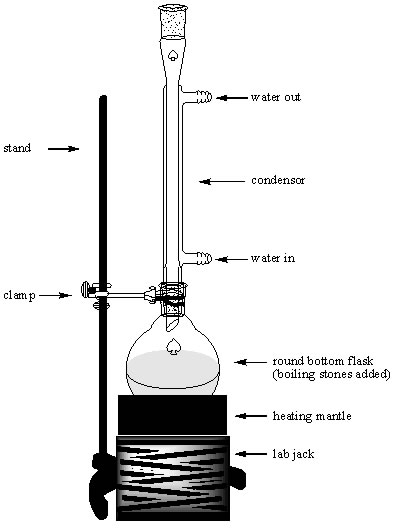 water out
stand
condensor
water in
clamp
round bottom flask
(boiling stones added)
heating mantle
lab jack